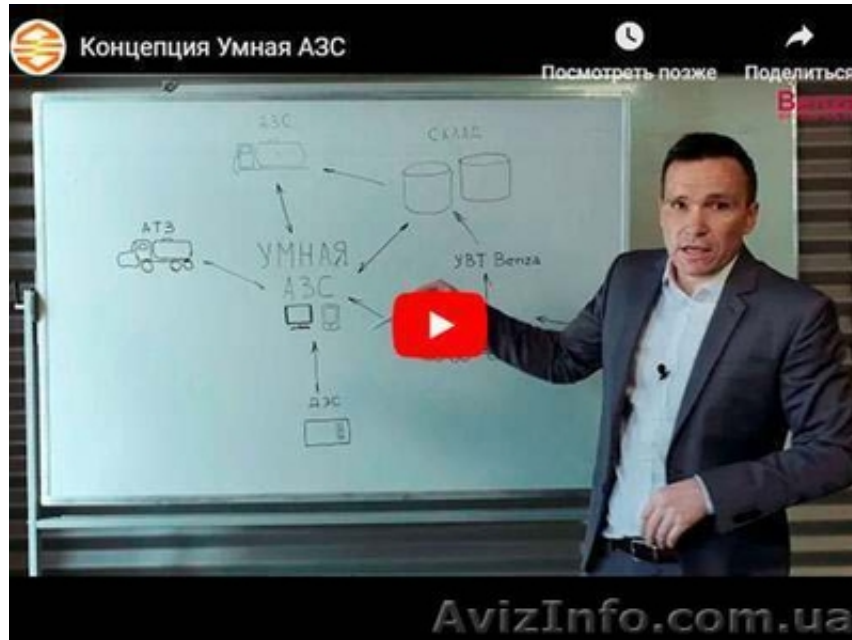 Концепция Умная АЗС
Посмотреть позже
Поделиться
АЗС
СКЛАД
АТЗ
УМНАЯ
АЗС
УВТ Benza
ДЭС
AvizInfo.com.ua